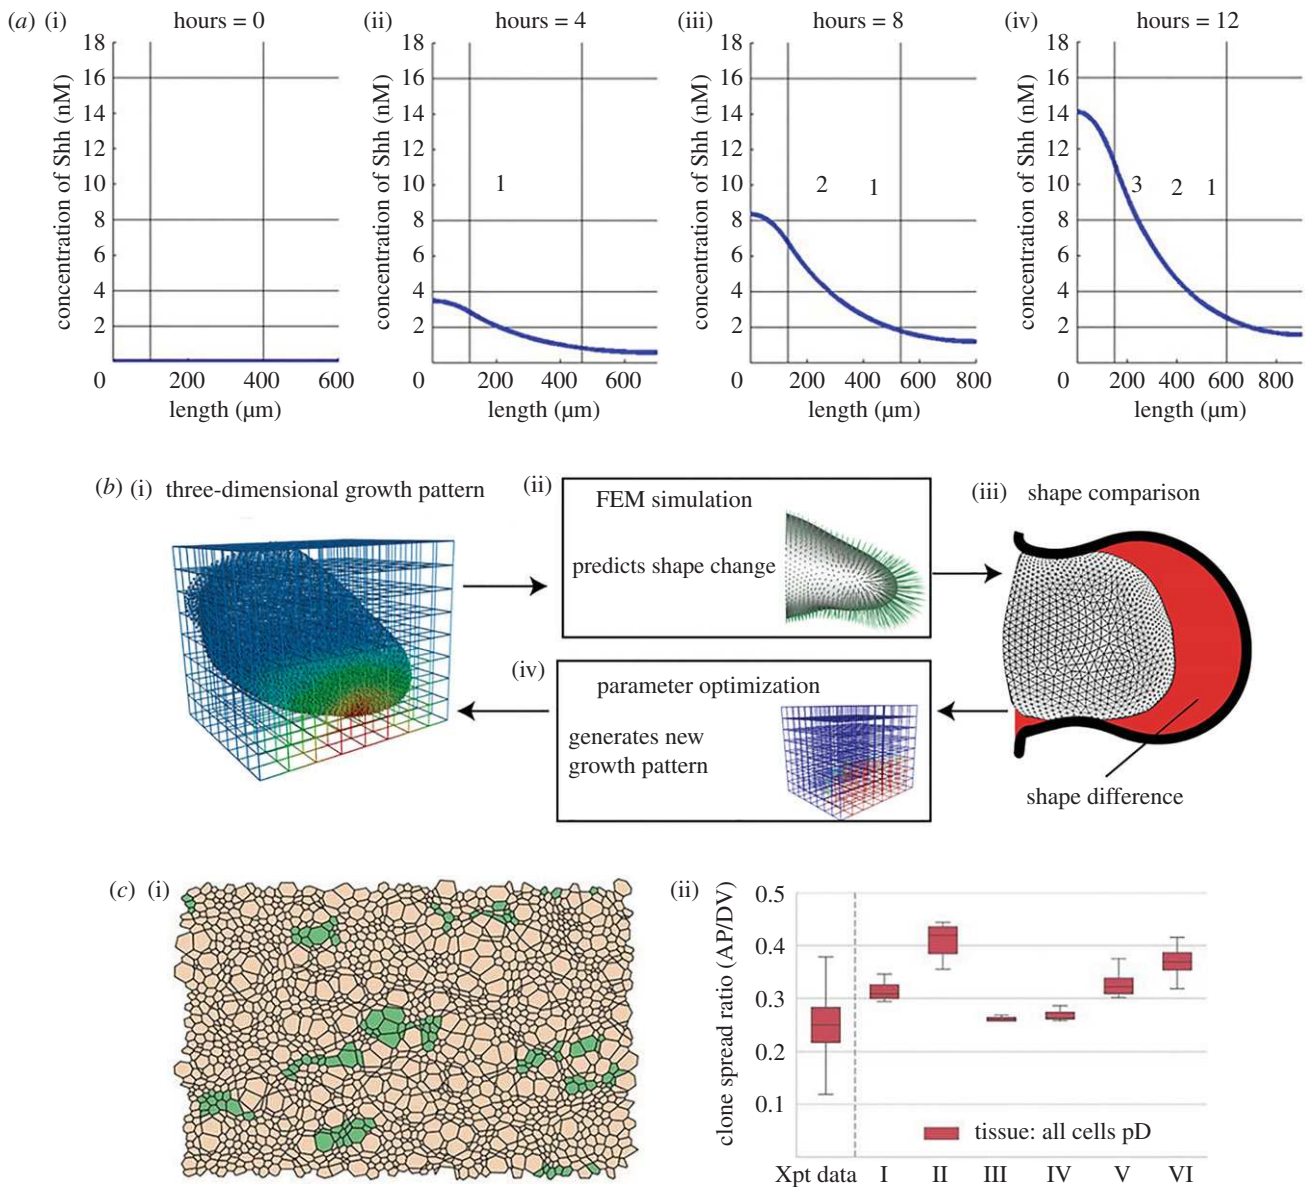 (a) (i) hours = 0
18
16
14
12
10
8
6
4
2
0 200 400 600
concentration of Shh (nM)
length (µm)
(ii) hours = 4
18
16
14
12
10
8
6
4
2
0 200 400 600
1
concentration of Shh (nM)
length (µm)
(iii) hours = 8
18
16
14
12
10
8
6
4
2
0 200 400 600 800
2 1
concentration of Shh (nM)
length (µm)
(iv) hours = 12
18
16
14
12
10
8
6
4
2
0 200 400 600 800
3 2 1
concentration of Shh (nM)
length (µm)
(b) (i) three-dimensional growth pattern
(ii)
FEM simulation
predicts shape change
(iii) shape comparison
shape difference
(iv)
parameter optimization
generates new
growth pattern
(c) (i)
(ii)
clone spread ratio (AP/DV)
0.5
0.4
0.3
0.2
0.1
tissue: all cells pD
Xpt data I II III IV V VI